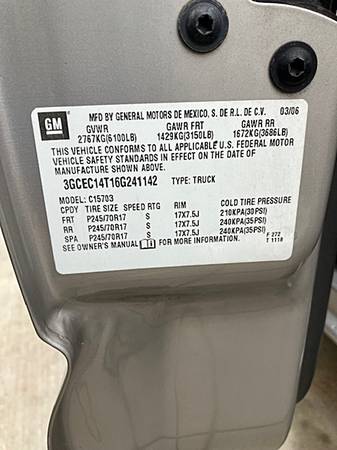 GM
MFD BY GENERAL MOTORS DE MEXICO, S. DE R.L. DE C.V. 03/06
GVWR GAWR FRT GAWR RR
2767KG(6100LB) 1429KG(3150LB) 1672KG(3686LB)
THIS VEHICLE CONFORMS TO ALL APPLICABLE U.S. FEDERAL MOTOR
VEHICLE SAFETY STANDARDS IN EFFECT ON THE DATE OF
MANUFACTURE SHOWN ABOVE.
3GCEC14T16G241142 TYPE: TRUCK
MODEL: C15703
CPDY TIRE SIZE SPEED RTG RIM COLD TIRE PRESSURE
FRT P245/70R17 S 17X7.5J 210KPA(30PSI)
RR P245/70R17 S 17X7.5J 240KPA(35PSI)
SPA P245/70R17 S 17X7.5J 240KPA(35PSI)
SEE OWNER'S MANUAL FOR MORE INFORMATION F 272
T 1118